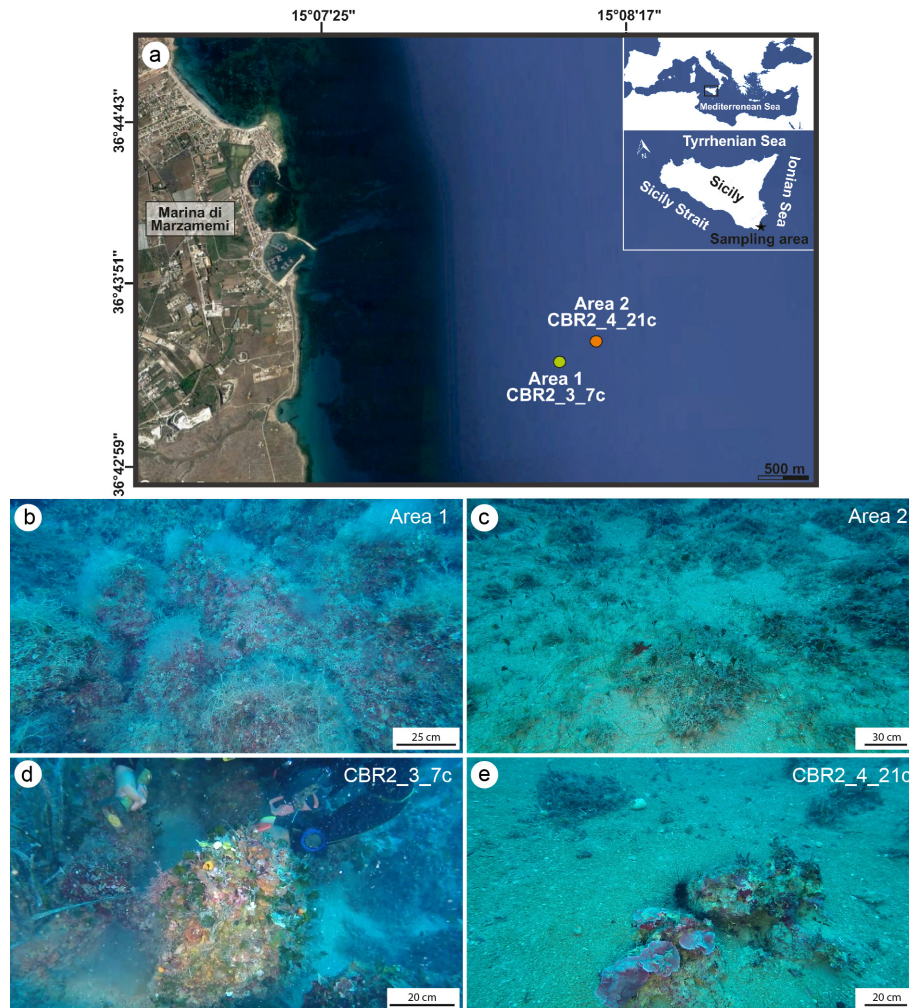 15°07'25"
15°08'17"
a
36°44'43"
36°43'51"
36°42'59"
Marina di
Marzamemi
Mediterranean Sea
Tyrrhenian Sea
N
Sicily
Ionian Sea
Sicily Strait
Sampling area
Area 2
CBR2_4_21c
Area 1
CBR2_3_7c
500 m
b
Area 1
25 cm
c
Area 2
30 cm
d
CBR2_3_7c
20 cm
e
CBR2_4_21c
20 cm